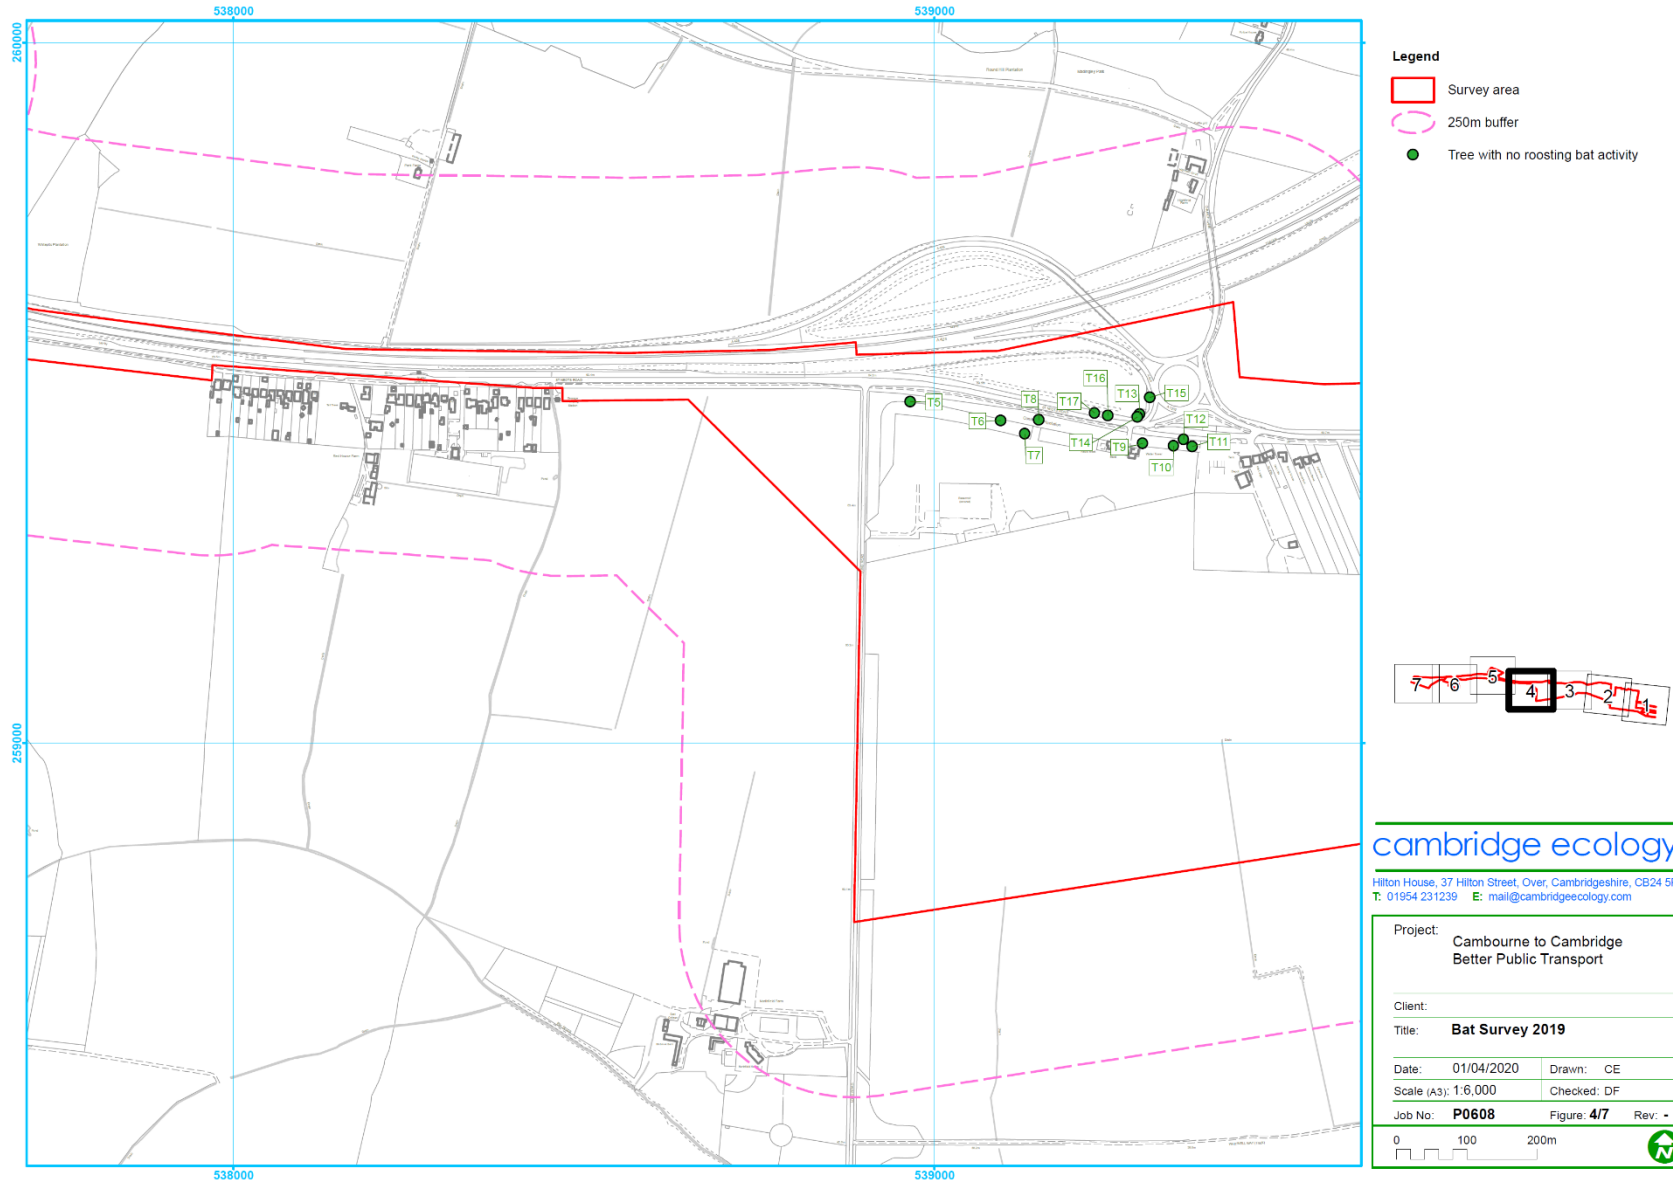 538000
539000
260000
259000
T16
T13
T15
T8
T17
T5
T6
T12
T14
T9
T11
T7
T10
ST NEATS ROAD
538000
539000
Legend
Survey area
250m buffer
Tree with no roosting bat activity
7
6
5
4
3
2
1
cambridge ecology
Hilton House, 37 Hilton Street, Over, Cambridgeshire, CB24 5
T: 01954 231239 E: mail@cambridgeecology.com
Project:
Cambourne to Cambridge
Better Public Transport
Client:
Title: Bat Survey 2019
Date: 01/04/2020 Drawn: CE
Scale (A3): 1:6,000 Checked: DF
Job No: P0608 Figure: 4/7 Rev: -
0 100 200m
N